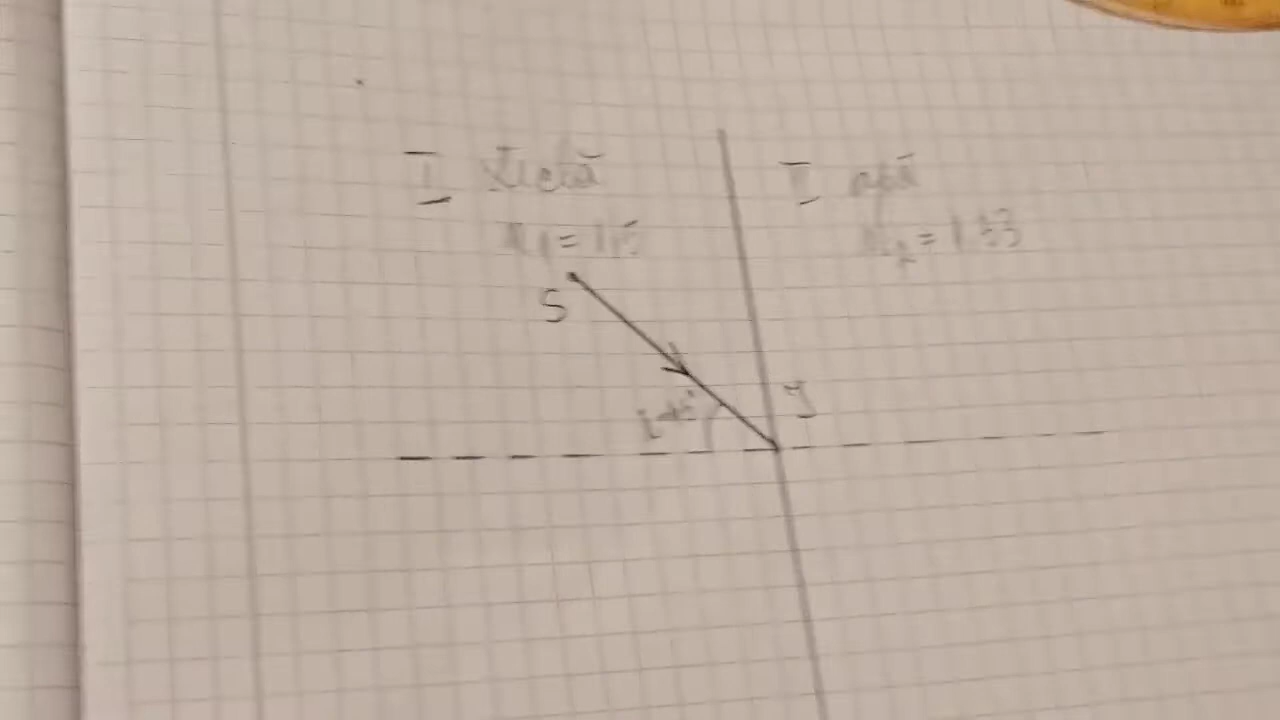 I sticlă
II apă
n₁ = 1,5
n₂ = 1.33
S
I